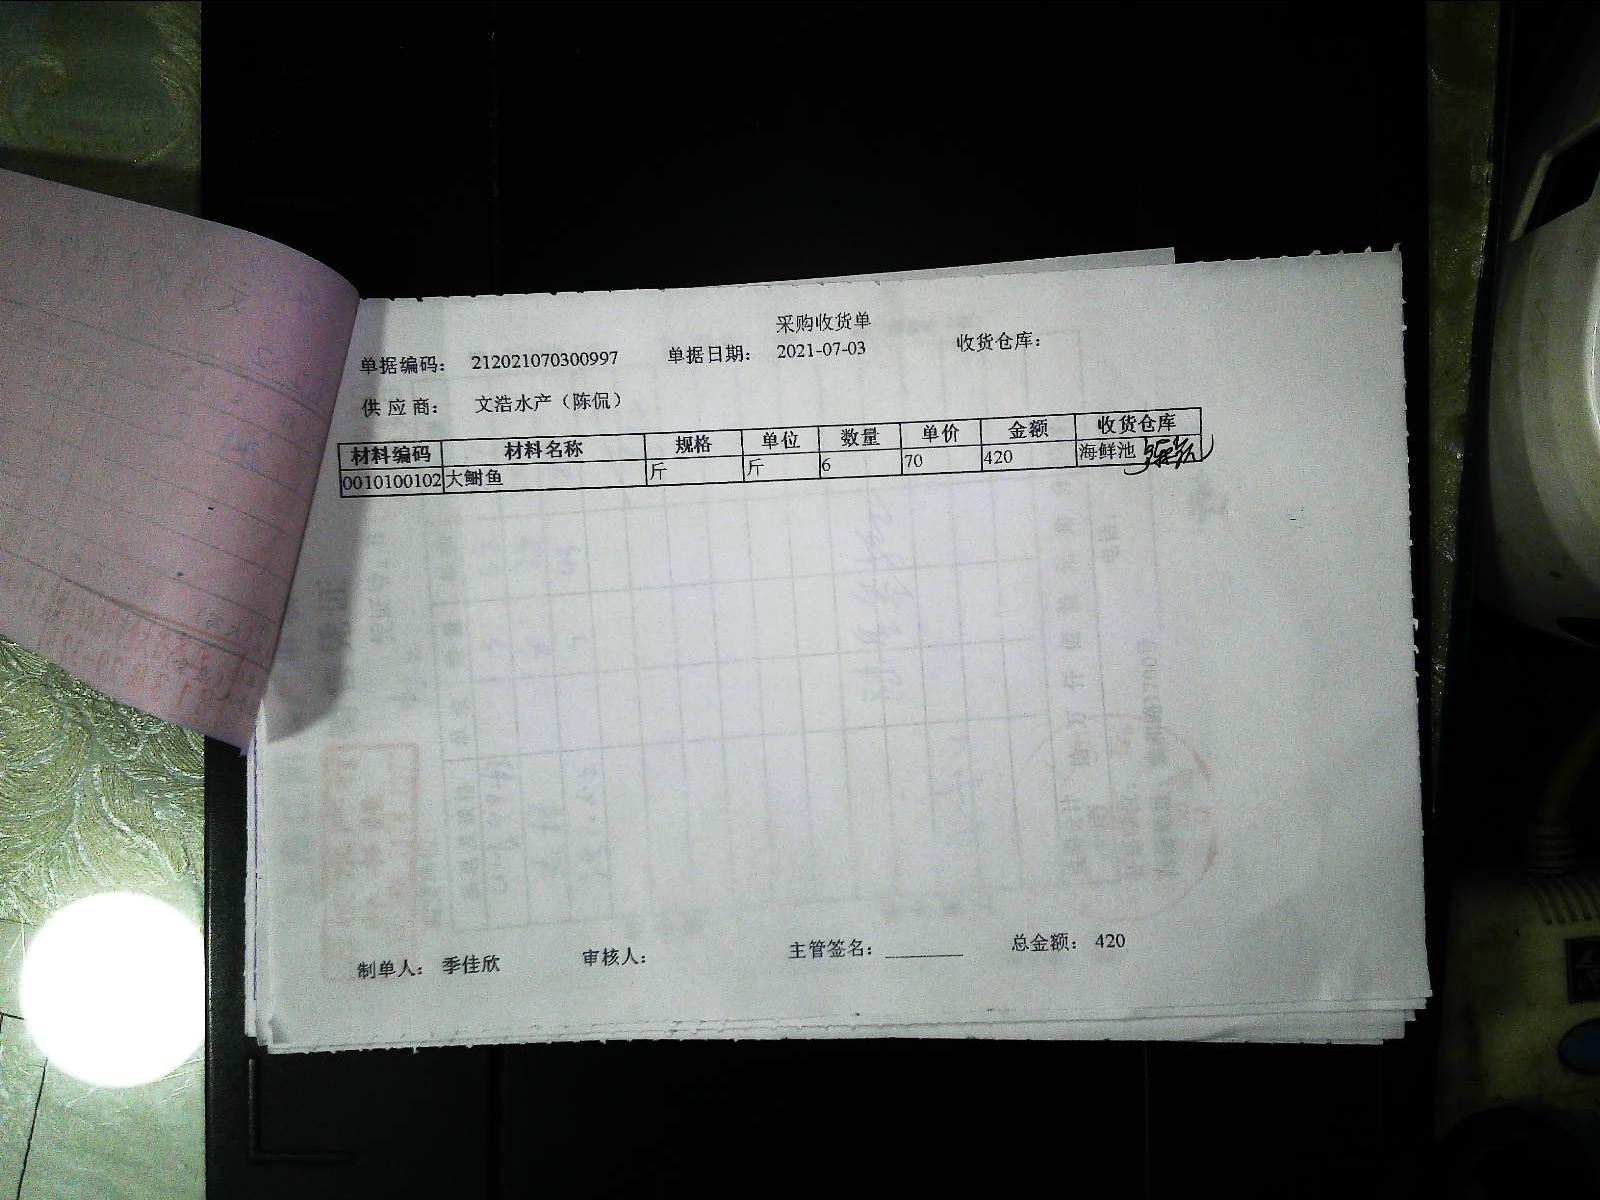 采购收货单
单据编码： 212021070300997 单据日期： 2021-07-03 收货仓库：
供应商： 文浩水产（陈侃）
材料编码 材料名称 规格 单位 数量 单价 金额 收货仓库
0010100102 大鲥鱼 斤 斤 6 70 420 海鲜池
制单人： 季佳欣 审核人： 主管签名： 总金额： 420